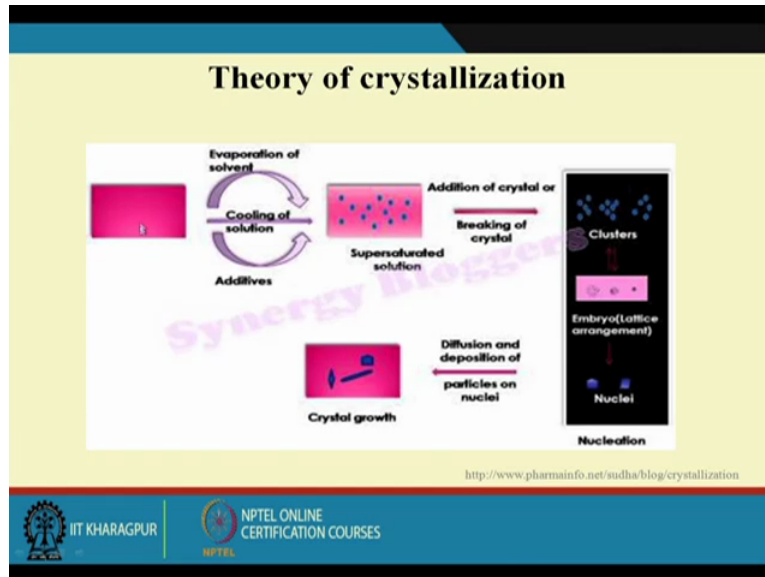 Theory of crystallization
Evaporation of
solvent
Cooling of
solution
Additives
Supersaturated
solution
Addition of crystal or
Breaking of
crystal
Clusters
Embryo(Lattice
arrangement)
Nuclei
Nucleation
Diffusion and
deposition of
particles on
nuclei
Crystal growth
Synergy Bloggers
http://www.pharmainfo.net/sudha/blog/crystallization
IIT KHARAGPUR
NPTEL
NPTEL ONLINE
CERTIFICATION COURSES